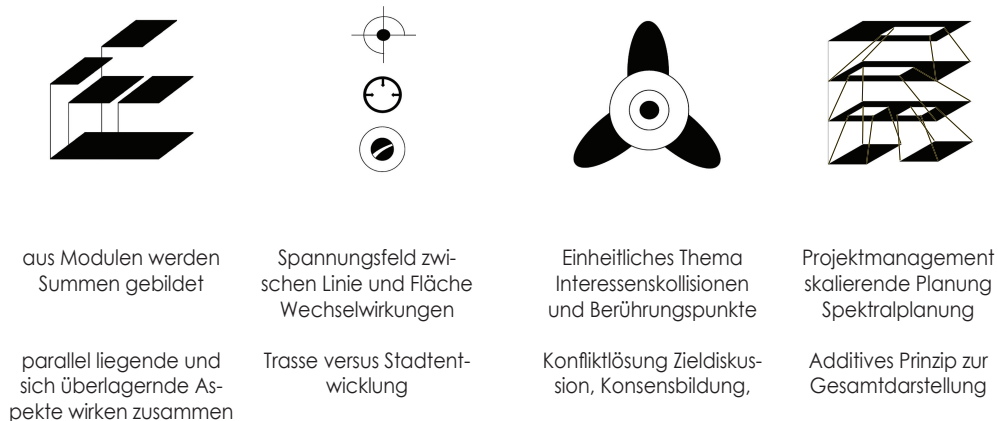 aus Modulen werden
Summen gebildet
parallel liegende und
sich überlagernde As-
pekte wirken zusammen
Spannungsfeld zwi-
schen Linie und Fläche
Wechselwirkungen
Trasse versus Stadtent-
wicklung
Einheitliches Thema
Interessenskollisionen
und Berührungspunkte
Konfliktlösung Zieldiskus-
sion, Konsensbildung,
Projektmanagement
skalierende Planung
Spektralplanung
Additives Prinzip zur
Gesamtdarstellung